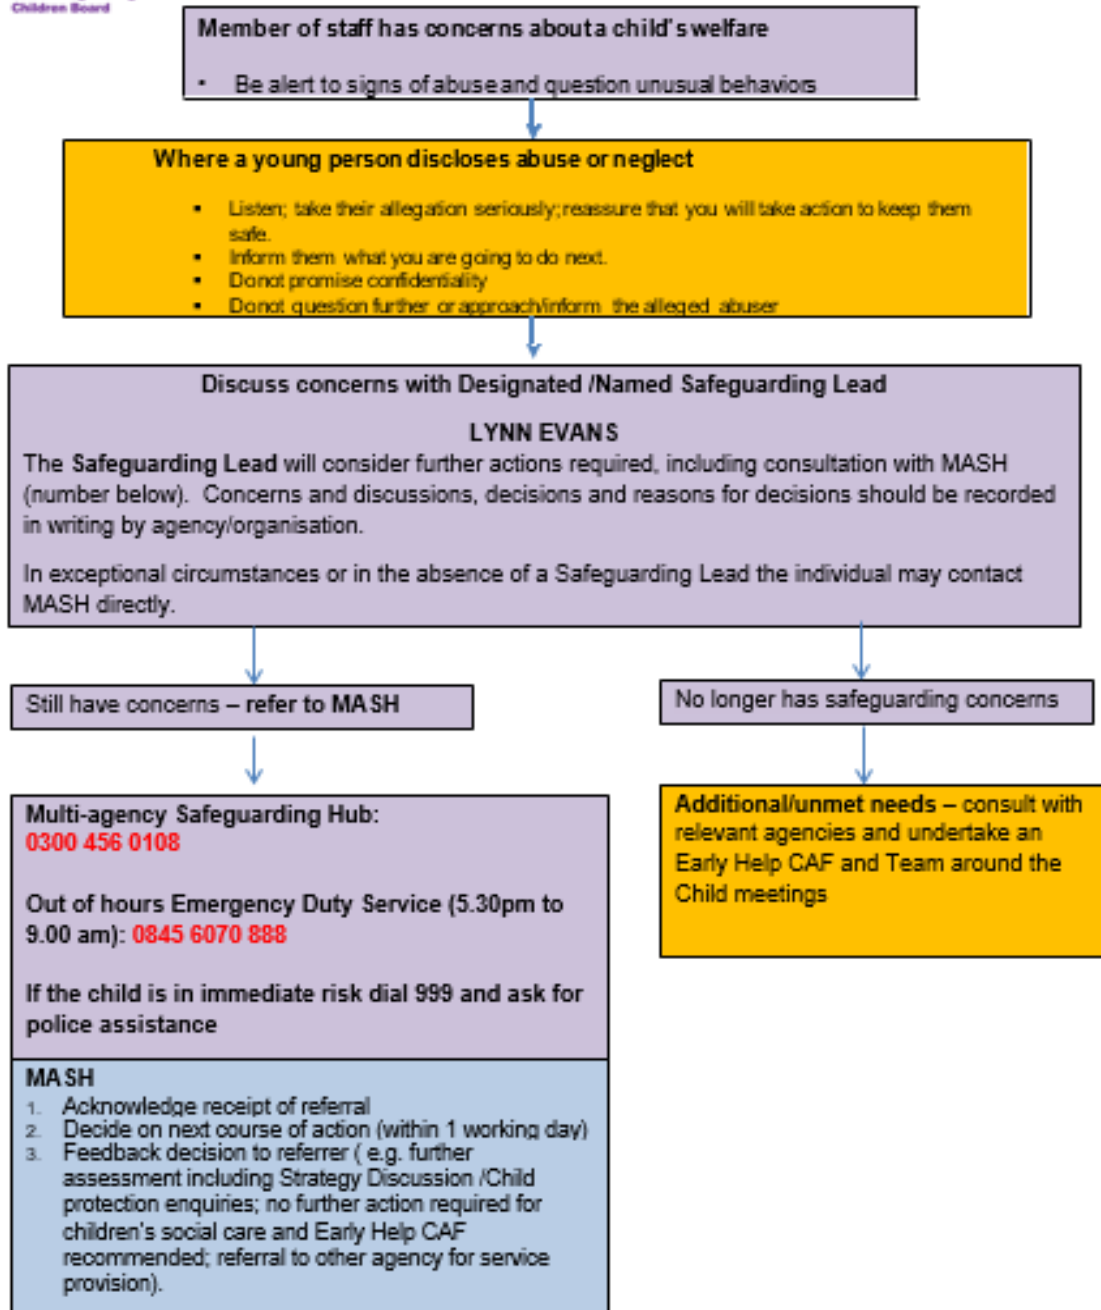 Children Board
Member of staff has concerns about a child's welfare
▪ Be alert to signs of abuse and question unusual behaviors
Where a young person discloses abuse or neglect
▪ Listen; take their allegation seriously; reassure that you will take action to keep them
safe.
▪ Inform them what you are going to do next.
▪ Do not promise confidentiality
▪ Do not question further or approach/inform the alleged abuser
Discuss concerns with Designated /Named Safeguarding Lead
LYNN EVANS
The Safeguarding Lead will consider further actions required, including consultation with MASH
(number below). Concerns and discussions, decisions and reasons for decisions should be recorded
in writing by agency/organisation.
In exceptional circumstances or in the absence of a Safeguarding Lead the individual may contact
MASH directly.
Still have concerns – refer to MASH
No longer has safeguarding concerns
Multi-agency Safeguarding Hub:
0300 456 0108
Out of hours Emergency Duty Service (5.30pm to
9.00 am): 0845 6070 888
If the child is in immediate risk dial 999 and ask for
police assistance
Additional/unmet needs – consult with
relevant agencies and undertake an
Early Help CAF and Team around the
Child meetings
MASH
1. Acknowledge receipt of referral
2. Decide on next course of action (within 1 working day)
3. Feedback decision to referrer ( e.g. further
assessment including Strategy Discussion /Child
protection enquiries; no further action required for
children's social care and Early Help CAF
recommended; referral to other agency for service
provision).